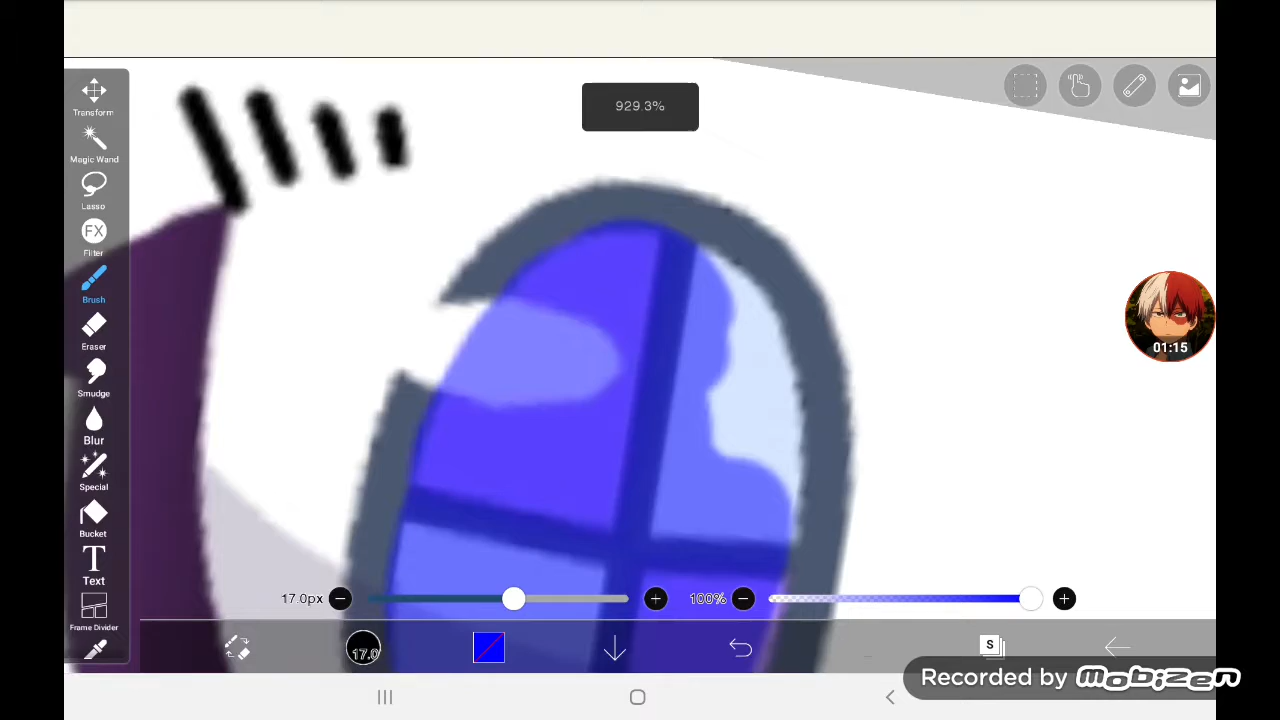 929.3%
Transform
Magic Wand
Lasso
FX
Filter
Brush
Eraser
Smudge
Blur
Special
Bucket
T
Text
Frame Divider
01:15
17.0px
100%
17.0
S
Recorded by mobizen